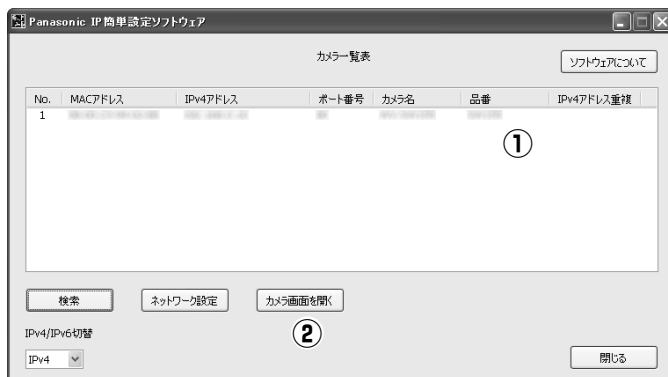 Panasonic IP簡単設定ソフトウェア
カメラ一覧表
ソフトウェアについて
No. MACアドレス IPv4アドレス ポート番号 カメラ名 品番 IPv4アドレス重複
1
①
検索 ネットワーク設定 カメラ画面を開く
②
IPv4/IPv6切替
IPv4 閉じる